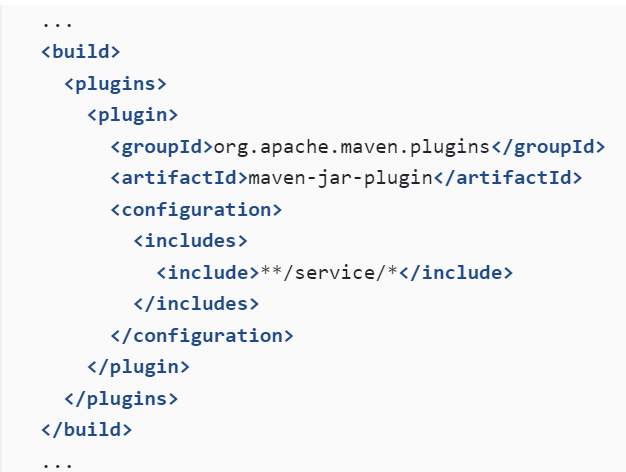 ...
<build>
<plugins>
<plugin>
<groupId>org.apache.maven.plugins</groupId>
<artifactId>maven-jar-plugin</artifactId>
<configuration>
<includes>
<include>**/service/*</include>
</includes>
</configuration>
</plugin>
</plugins>
</build>
...